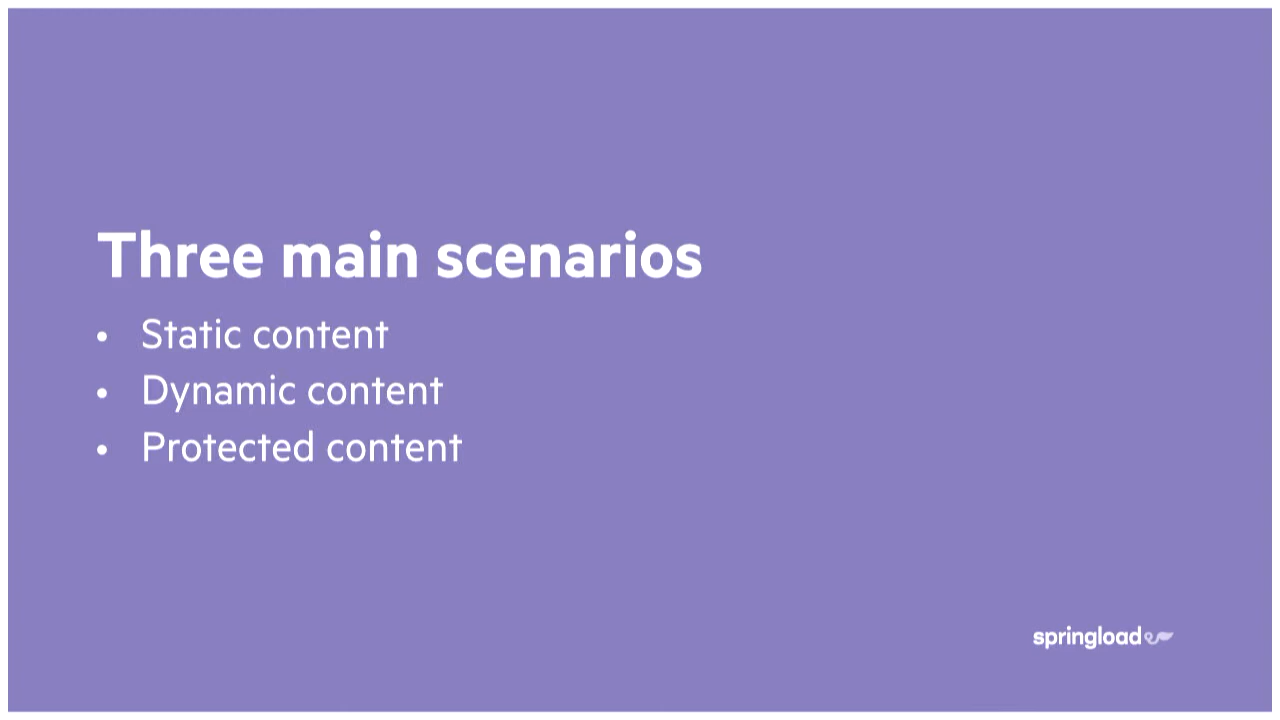 Three main scenarios
• Static content
• Dynamic content
• Protected content
springload